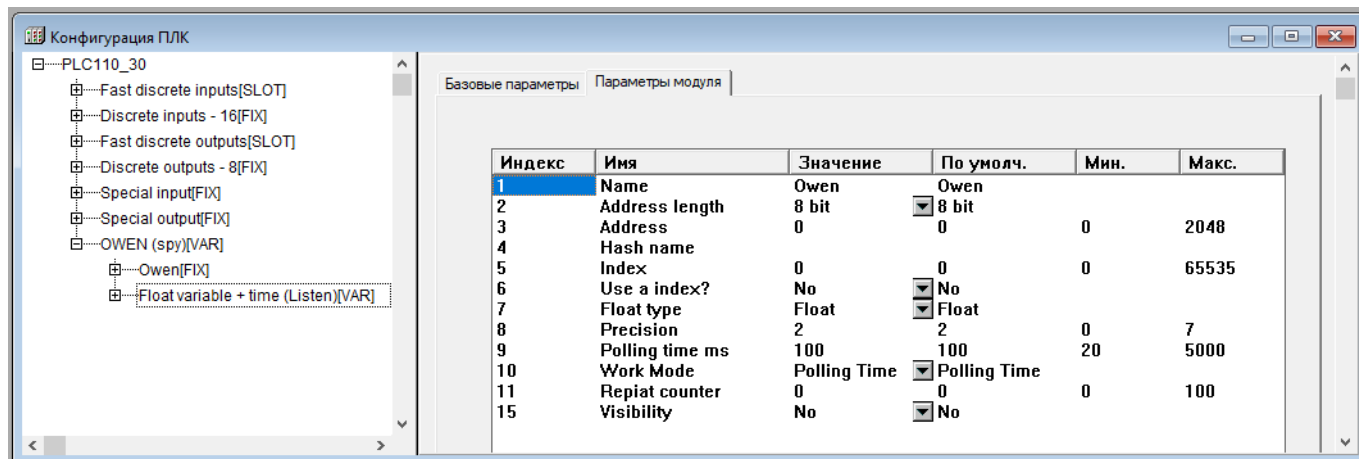 Конфигурация ПЛК
PLC110_30
Fast discrete inputs[SLOT]
Discrete inputs - 16[FIX]
Fast discrete outputs[SLOT]
Discrete outputs - 8[FIX]
Special input[FIX]
Special output[FIX]
OWEN (spy)[VAR]
Owen[FIX]
Float variable + time (Listen)[VAR]
Базовые параметры Параметры модуля
Индекс Имя Значение По умолч. Мин. Макс.
1 Name Owen Owen
2 Address length 8 bit 8 bit
3 Address 0 0 0 2048
4 Hash name
5 Index 0 0 0 65535
6 Use a index? No No
7 Float type Float Float
8 Precision 2 2 0 7
9 Polling time ms 100 100 20 5000
10 Work Mode Polling Time Polling Time
11 Repiat counter 0 0 0 100
15 Visibility No No